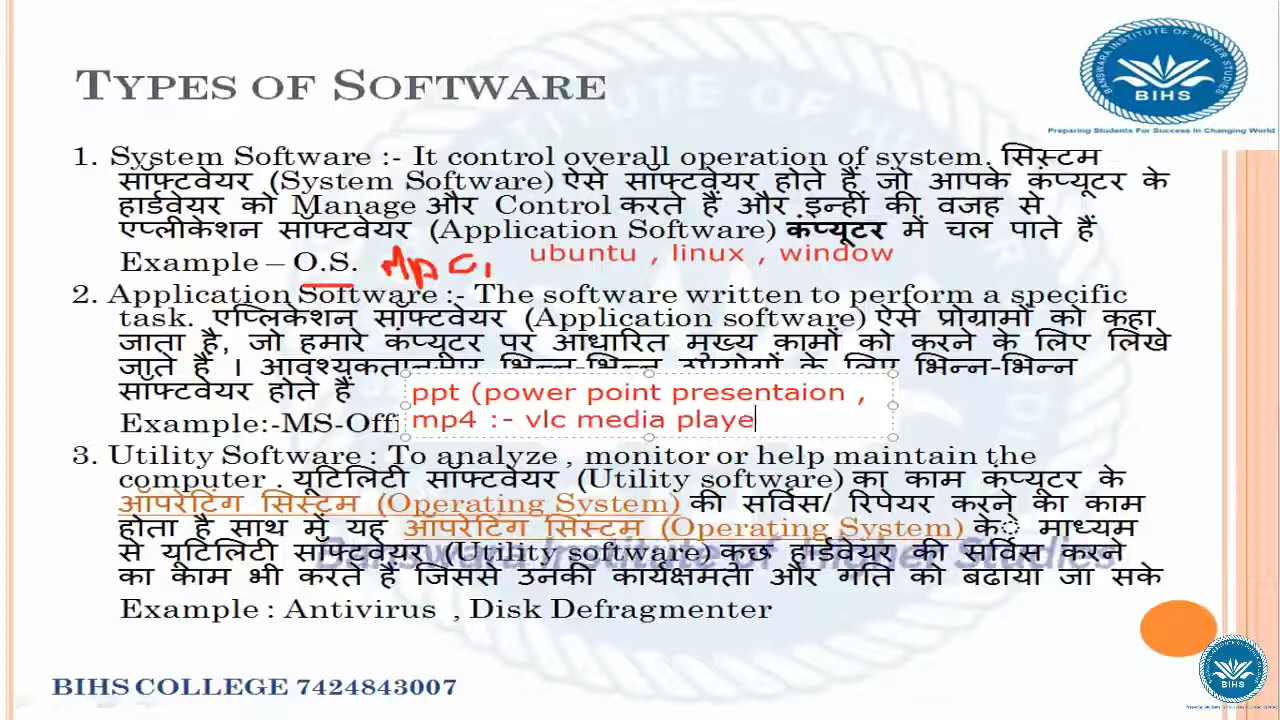 TYPES OF SOFTWARE
BANSWARA INSTITUTE OF HIGHER STUDIES
BIHS
Preparing Students For Success In Changing World
1. System Software :- It control overall operation of system. सिस्टम
सॉफ्टवेयर (System Software) ऐसे सॉफ्टवेयर होते हैं जो आपके कंप्यूटर के
हार्डवेयर को Manage और Control करते हैं और इन्हीं की वजह से
एप्लीकेशन सॉफ्टवेयर (Application Software) कंप्यूटर में चल पाते हैं
Example – O.S. ubuntu , linux , window
2. Application Software :- The software written to perform a specific
task. एप्लिकेशन सॉफ्टवेयर (Application software) ऐसे प्रोग्रामों को कहा
जाता है, जो हमारे कंप्यूटर पर आधारित मुख्य कामों को करने के लिए लिखे
जाते हैं । आवश्यकतानुसार भिन्न-भिन्न उपयोगों के लिए भिन्न-भिन्न
सॉफ्टवेयर होते हैं
ppt (power point presentaion ,
Example:-MS-Offi
mp4 :- vlc media playe
3. Utility Software : To analyze , monitor or help maintain the
computer . यूटिलिटी सॉफ्टवेयर (Utility software) का काम कंप्यूटर के
ऑपरेटिंग सिस्टम (Operating System) की सर्विस/ रिपेयर करने का काम
होता है साथ में यह ऑपरेटिंग सिस्टम (Operating System) केे माध्यम
से यूटिलिटी सॉफ्टवेयर (Utility software) कुछ हार्डवेयर की सर्विस करने
का काम भी करते हैं जिससे उनकी कार्यक्षमता और गति को बढाया जा सके
Example : Antivirus , Disk Defragmenter
BIHS COLLEGE 7424843007
BIHS